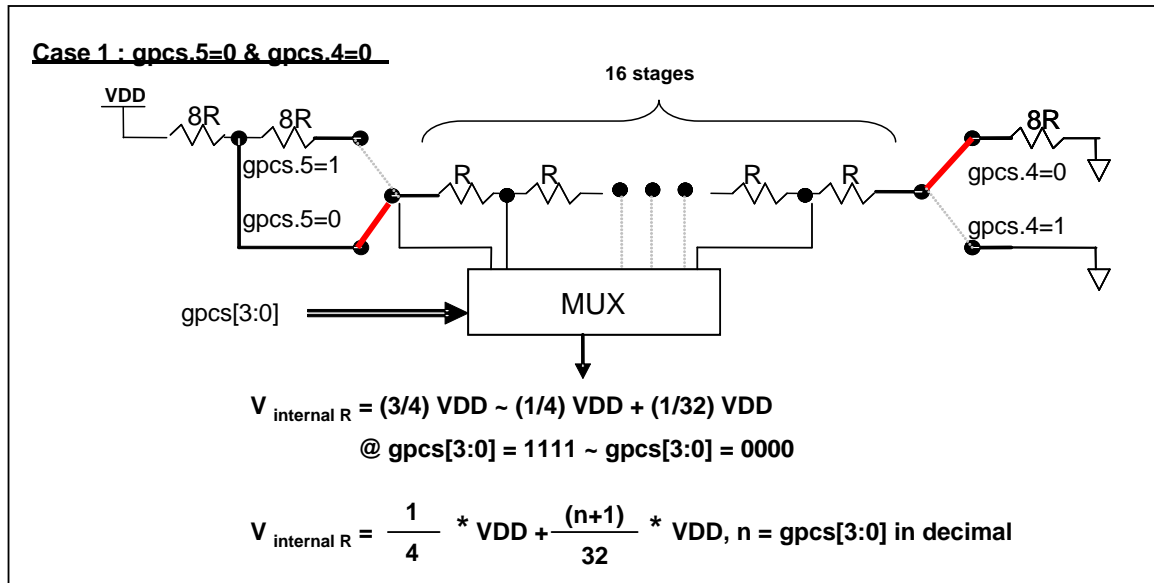 Case 1 : gpcs.5=0 & gpcs.4=0
16 stages
VDD
8R
8R
8R
gpcs.5=1
R
R
R
R
gpcs.4=0
gpcs.5=0
gpcs.4=1
MUX
gpcs[3:0]
V internal R = (3/4) VDD ~ (1/4) VDD + (1/32) VDD
@ gpcs[3:0] = 1111 ~ gpcs[3:0] = 0000
V internal R = 1/4 * VDD + (n+1)/32 * VDD, n = gpcs[3:0] in decimal